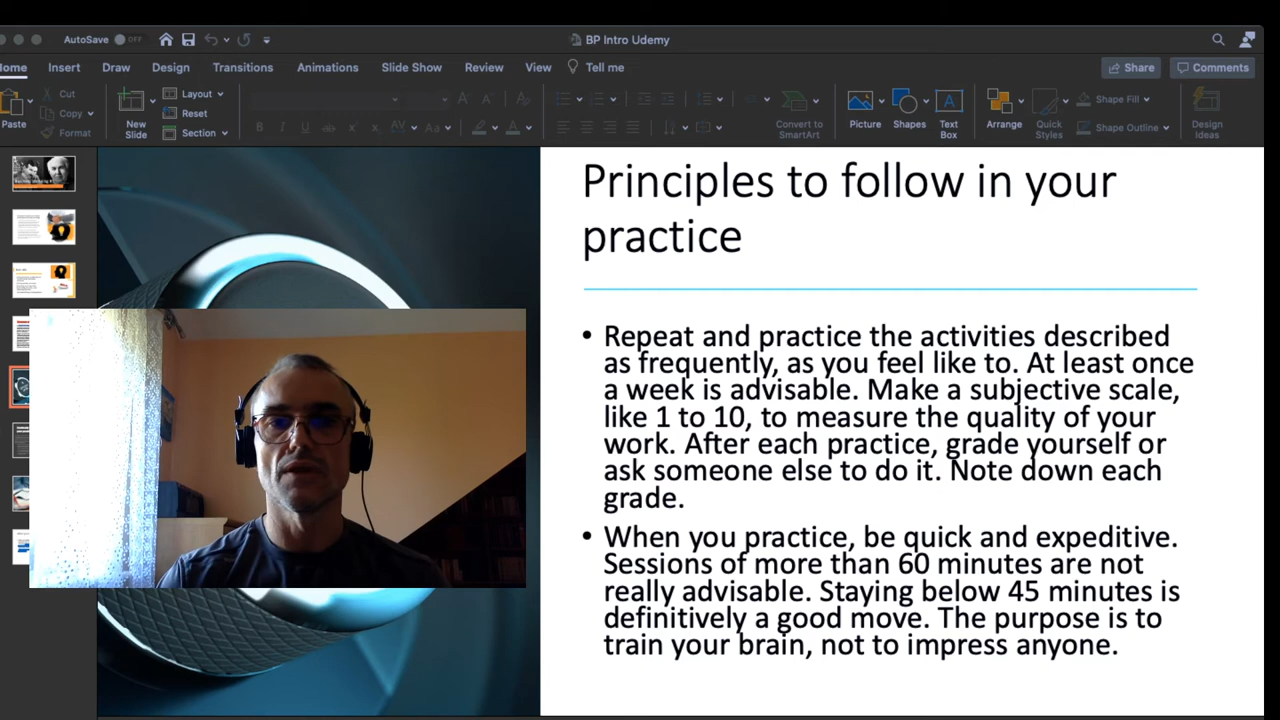 AutoSave OFF BP Intro Udemy
Home Insert Draw Design Transitions Animations Slide Show Review View Tell me Share Comments
Paste Cut Copy Format
New Slide Layout Reset Section
B I U ab
Convert to SmartArt
Picture Shapes Text Box Arrange Quick Styles Shape Fill Shape Outline Design Ideas
Principles to follow in your
practice
• Repeat and practice the activities described
as frequently, as you feel like to. At least once
a week is advisable. Make a subjective scale,
like 1 to 10, to measure the quality of your
work. After each practice, grade yourself or
ask someone else to do it. Note down each
grade.
• When you practice, be quick and expeditive.
Sessions of more than 60 minutes are not
really advisable. Staying below 45 minutes is
definitively a good move. The purpose is to
train your brain, not to impress anyone.